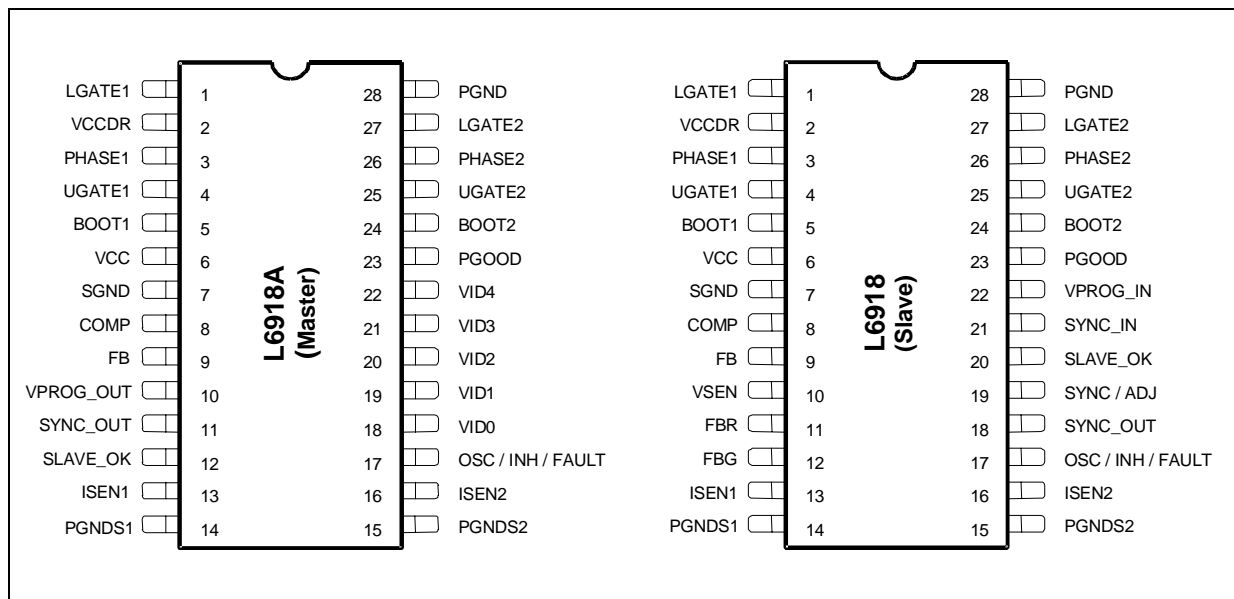 LGATE1 1 28 PGND
VCCDR 2 27 LGATE2
PHASE1 3 26 PHASE2
UGATE1 4 25 UGATE2
BOOT1 5 24 BOOT2
VCC 6 23 PGOOD
SGND 7 22 VID4
COMP 8 21 VID3
FB 9 20 VID2
VPROG_OUT 10 19 VID1
SYNC_OUT 11 18 VID0
SLAVE_OK 12 17 OSC / INH / FAULT
ISEN1 13 16 ISEN2
PGNDS1 14 15 PGNDS2
L6918A
(Master)
LGATE1 1 28 PGND
VCCDR 2 27 LGATE2
PHASE1 3 26 PHASE2
UGATE1 4 25 UGATE2
BOOT1 5 24 BOOT2
VCC 6 23 PGOOD
SGND 7 22 VPROG_IN
COMP 8 21 SYNC_IN
FB 9 20 SLAVE_OK
VSEN 10 19 SYNC / ADJ
FBR 11 18 SYNC_OUT
FBG 12 17 OSC / INH / FAULT
ISEN1 13 16 ISEN2
PGNDS1 14 15 PGNDS2
L6918
(Slave)